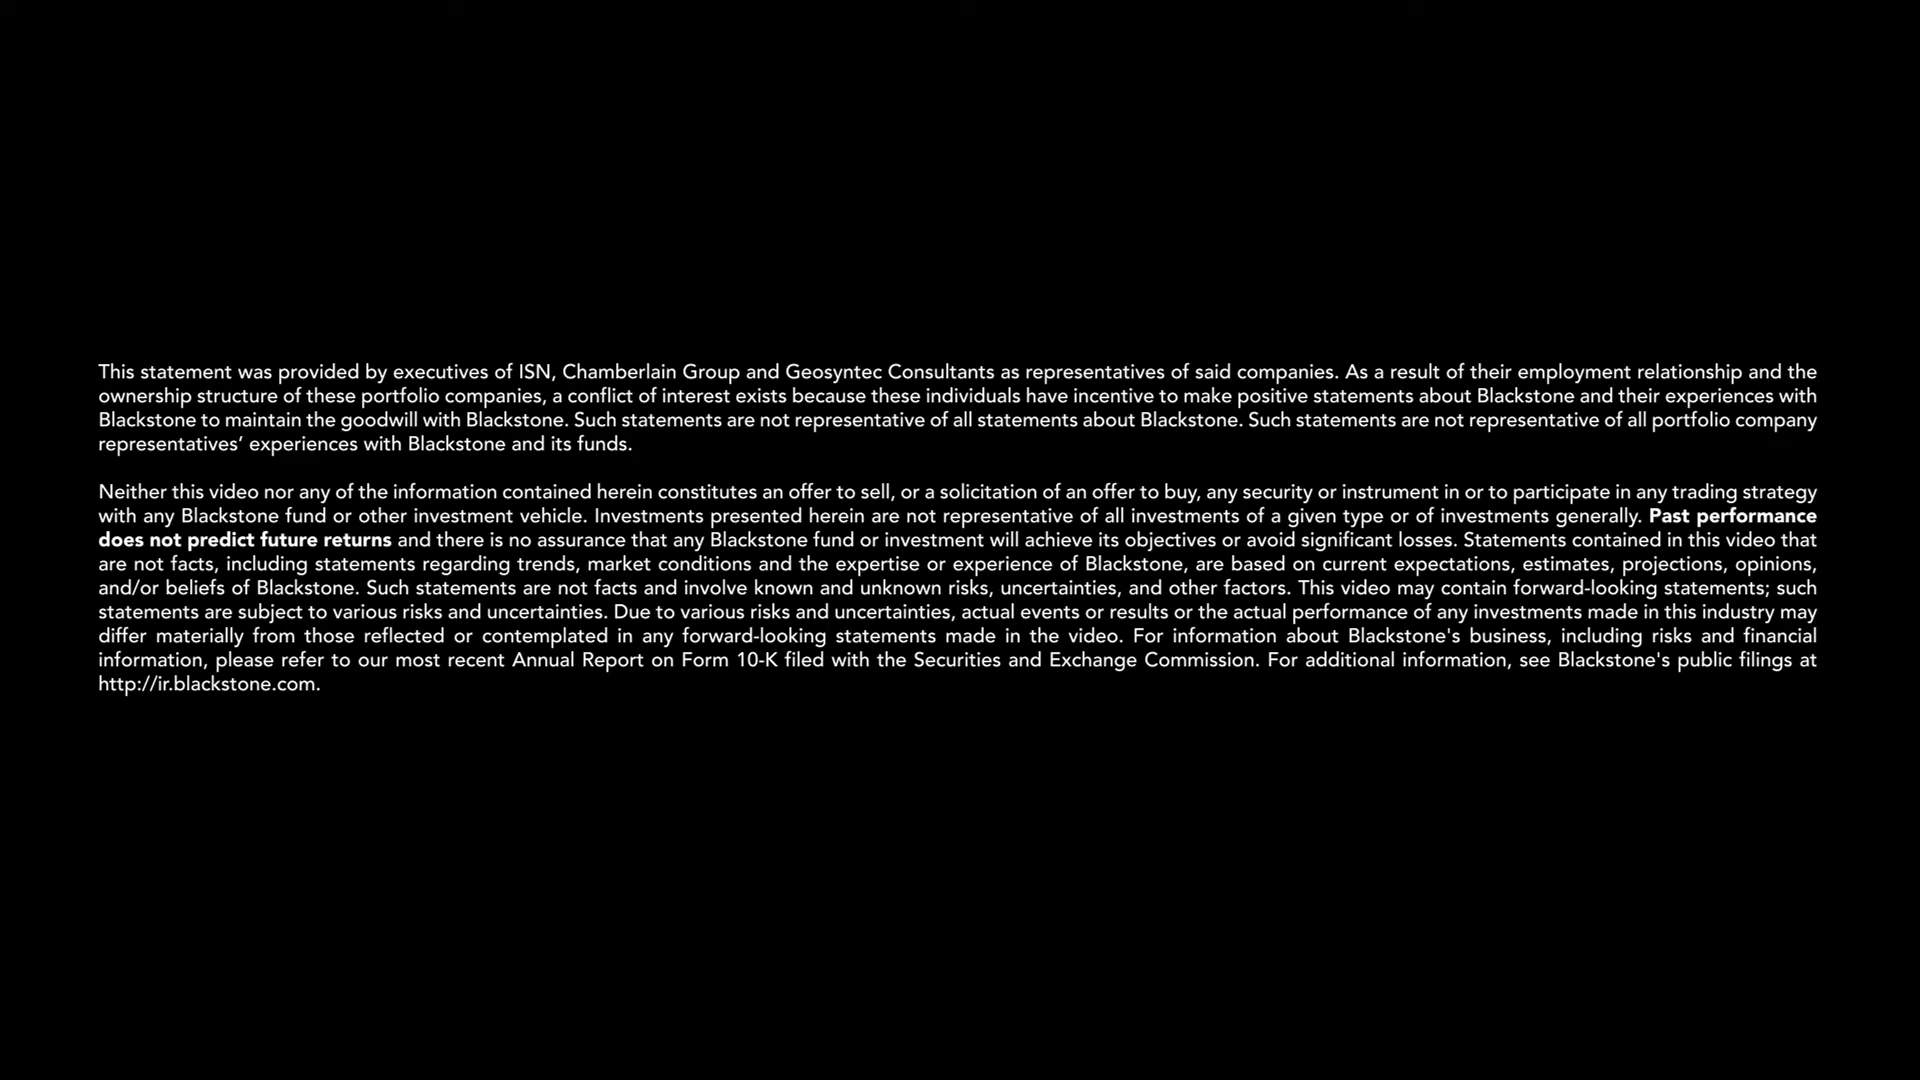 This statement was provided by executives of ISN, Chamberlain Group and Geosyntec Consultants as representatives of said companies. As a result of their employment relationship and the
ownership structure of these portfolio companies, a conflict of interest exists because these individuals have incentive to make positive statements about Blackstone and their experiences with
Blackstone to maintain the goodwill with Blackstone. Such statements are not representative of all statements about Blackstone. Such statements are not representative of all portfolio company
representatives’ experiences with Blackstone and its funds.
Neither this video nor any of the information contained herein constitutes an offer to sell, or a solicitation of an offer to buy, any security or instrument in or to participate in any trading strategy
with any Blackstone fund or other investment vehicle. Investments presented herein are not representative of all investments of a given type or of investments generally. Past performance
does not predict future returns and there is no assurance that any Blackstone fund or investment will achieve its objectives or avoid significant losses. Statements contained in this video that
are not facts, including statements regarding trends, market conditions and the expertise or experience of Blackstone, are based on current expectations, estimates, projections, opinions,
and/or beliefs of Blackstone. Such statements are not facts and involve known and unknown risks, uncertainties, and other factors. This video may contain forward-looking statements; such
statements are subject to various risks and uncertainties. Due to various risks and uncertainties, actual events or results or the actual performance of any investments made in this industry may
differ materially from those reflected or contemplated in any forward-looking statements made in the video. For information about Blackstone's business, including risks and financial
information, please refer to our most recent Annual Report on Form 10-K filed with the Securities and Exchange Commission. For additional information, see Blackstone's public filings at
http://ir.blackstone.com.